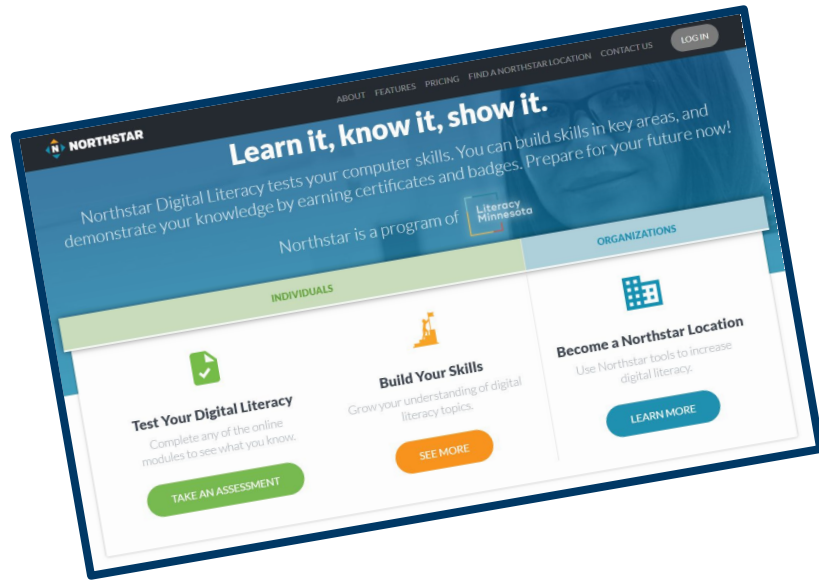 NORTHSTAR
ABOUT FEATURES PRICING FIND A NORTHSTAR LOCATION CONTACT US LOG IN
Learn it, know it, show it.
Northstar Digital Literacy tests your computer skills. You can build skills in key areas, and
demonstrate your knowledge by earning certificates and badges. Prepare for your future now!
Northstar is a program of Literacy
Minnesota
INDIVIDUALS
ORGANIZATIONS
Test Your Digital Literacy
Complete any of the online
modules to see what you know.
TAKE AN ASSESSMENT
Build Your Skills
Grow your understanding of digital
literacy topics.
SEE MORE
Become a Northstar Location
Use Northstar tools to increase
digital literacy.
LEARN MORE